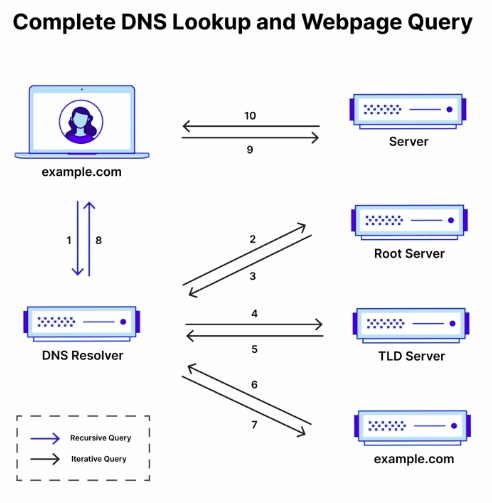 Complete DNS Lookup and Webpage Query
10
9
Server
example.com
1
8
2
3
Root Server
4
5
DNS Resolver
TLD Server
6
7
Recursive Query
Iterative Query
example.com